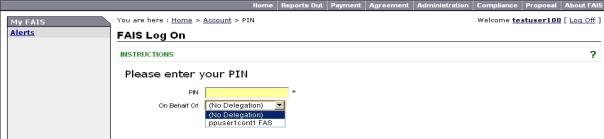 Home Reports Out Payment Agreement Administration Compliance Proposal About FAIS
My FAIS
You are here : Home > Account > PIN
Welcome testuser100 [ Log Off ]
Alerts
FAIS Log On
INSTRUCTIONS ?
Please enter your PIN
PIN *
On Behalf Of (No Delegation)
(No Delegation)
ppuser1cont1 FAS